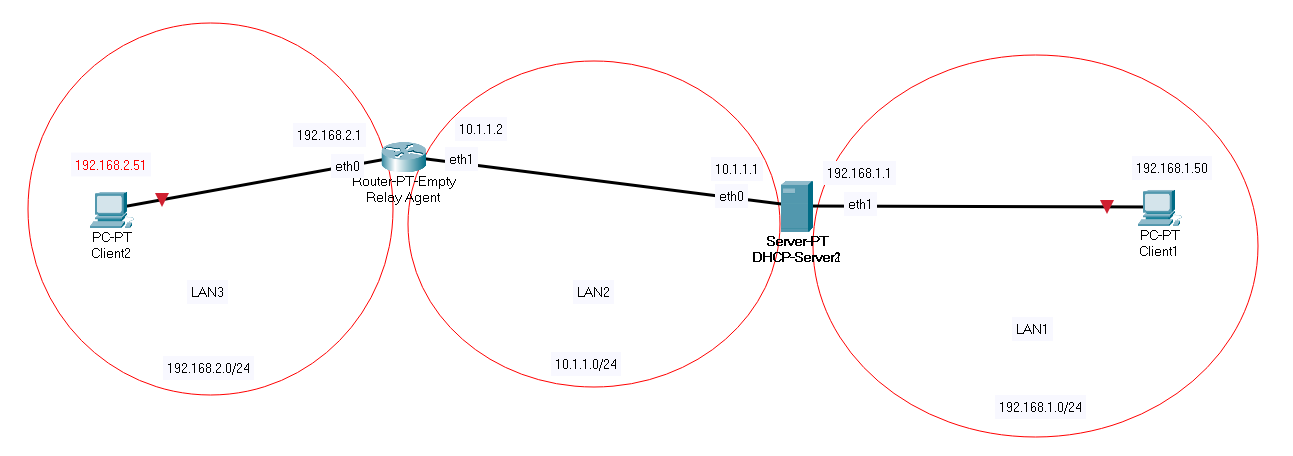 192.168.2.51
PC-PT
Client2
LAN3
192.168.2.0/24
192.168.2.1
eth0
Router-PT-Empty
Relay Agent
10.1.1.2
eth1
LAN2
10.1.1.0/24
10.1.1.1
eth0
Server-PT
192.168.1.1
eth1
LAN1
192.168.1.0/24
192.168.1.50
PC-PT
Client1